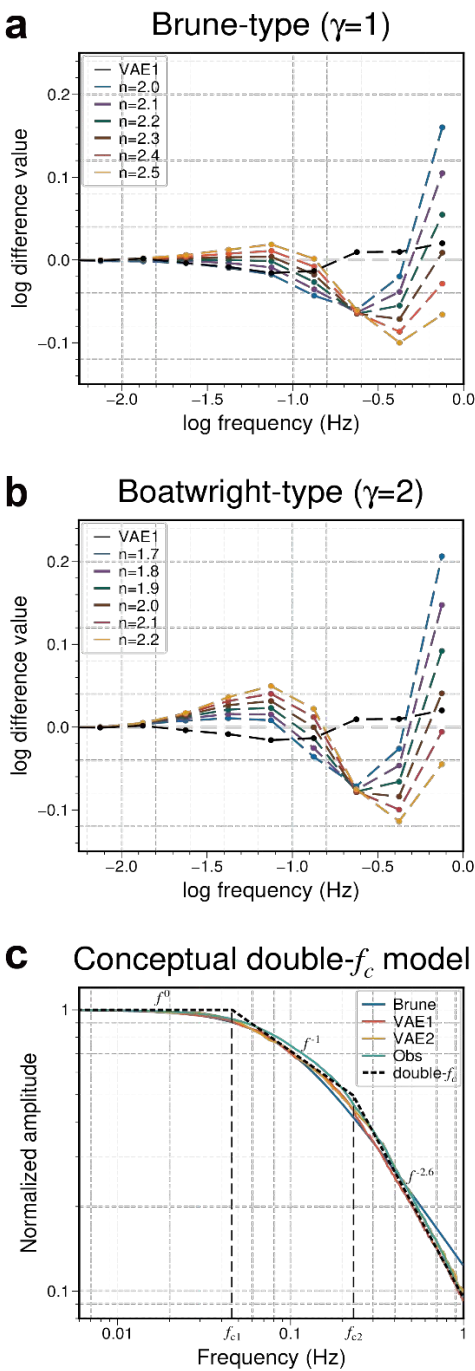 a Brune-type (γ=1)
VAE1
n=2.0
n=2.1
n=2.2
n=2.3
n=2.4
n=2.5
0.2
0.1
0.0
−0.1
log difference value
−2.0 −1.5 −1.0 −0.5 0.0
log frequency (Hz)
b Boatwright-type (γ=2)
VAE1
n=1.7
n=1.8
n=1.9
n=2.0
n=2.1
n=2.2
0.2
0.1
0.0
−0.1
log difference value
−2.0 −1.5 −1.0 −0.5 0.0
log frequency (Hz)
c Conceptual double-fc model
f⁰
f⁻¹
f⁻²·⁶
Brune
VAE1
VAE2
Obs
double-fc
1
0.1
Normalized amplitude
0.01 fc1 0.1 fc2 1
Frequency (Hz)